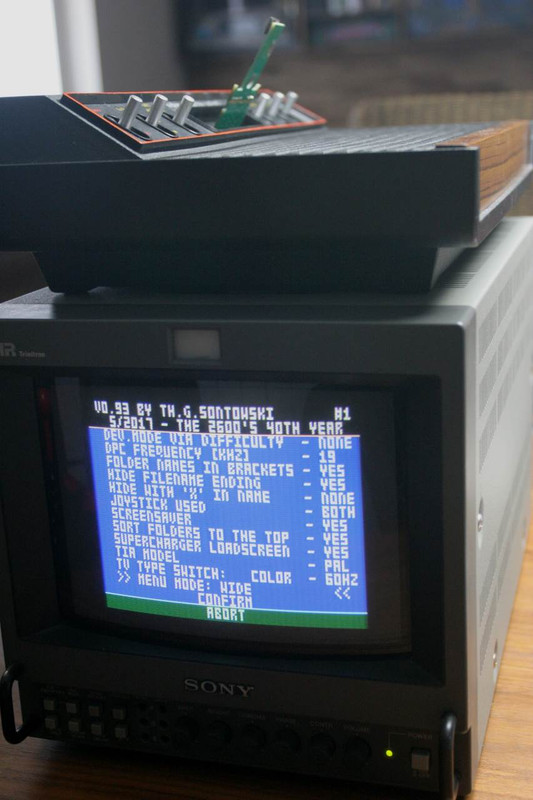 R Trinitron
V0.93 BY TH.G.SONTOWSKI #1
5/2017 - THE 2600'S 40TH YEAR
DEV.MODE VIA DIFFICULTY - NONE
DPC FREQUENCY [KHZ] - 19
FOLDER NAMES IN BRACKETS - YES
HIDE FILENAME ENDING - YES
HIDE WITH '%' IN NAME - NONE
JOYSTICK USED - BOTH
SCREENSAVER - YES
SORT FOLDERS TO THE TOP - YES
SUPERCHARGER LOADSCREEN - YES
TIA MODEL - PAL
TV TYPE SWITCH: COLOR - 60HZ
>> MENU MODE: WIDE <<
CONFIRM
ABORT
SONY
POWER